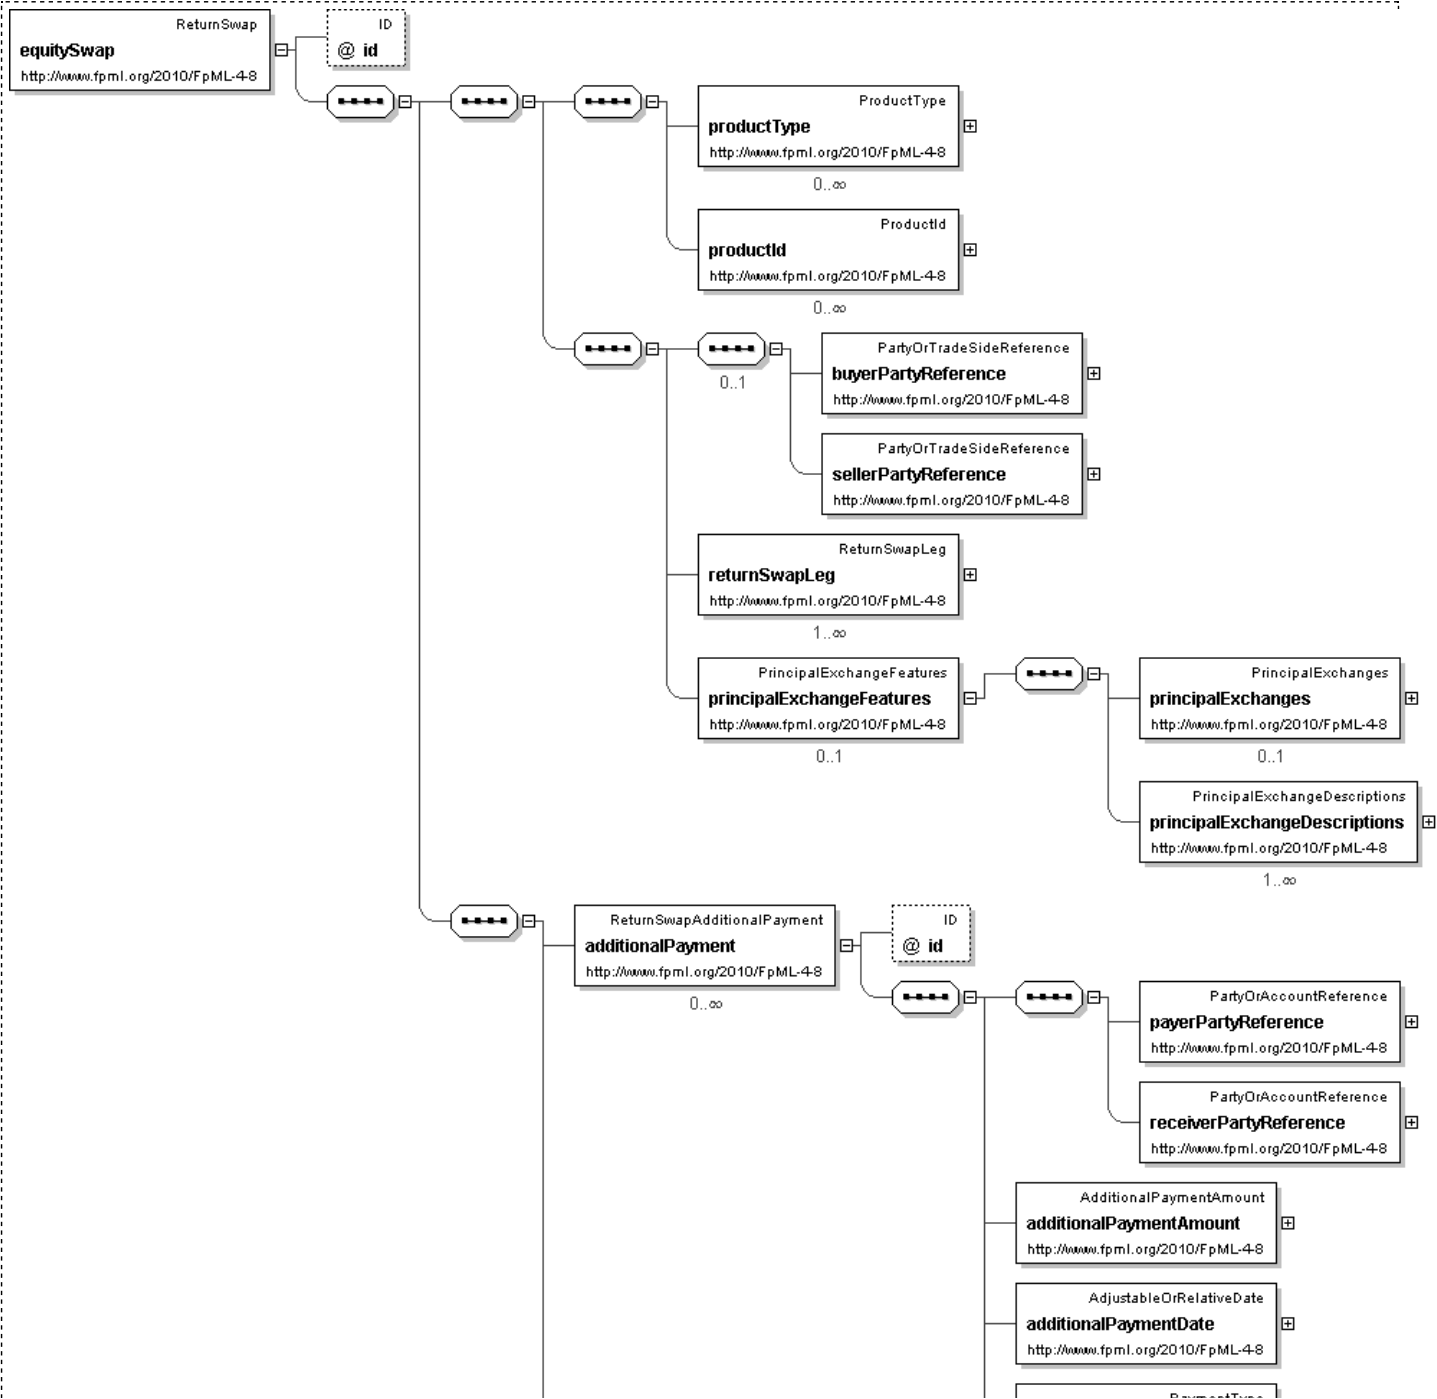 ReturnSwap
equitySwap
http://www.fpml.org/2010/FpML-4-8
ID
@ id
ProductType
productType
http://www.fpml.org/2010/FpML-4-8
0..∞
ProductId
productId
http://www.fpml.org/2010/FpML-4-8
0..∞
PartyOrTradeSideReference
buyerPartyReference
http://www.fpml.org/2010/FpML-4-8
0..1
PartyOrTradeSideReference
sellerPartyReference
http://www.fpml.org/2010/FpML-4-8
ReturnSwapLeg
returnSwapLeg
http://www.fpml.org/2010/FpML-4-8
1..∞
PrincipalExchangeFeatures
principalExchangeFeatures
http://www.fpml.org/2010/FpML-4-8
0..1
PrincipalExchanges
principalExchanges
http://www.fpml.org/2010/FpML-4-8
0..1
PrincipalExchangeDescriptions
principalExchangeDescriptions
http://www.fpml.org/2010/FpML-4-8
1..∞
ReturnSwapAdditionalPayment
additionalPayment
http://www.fpml.org/2010/FpML-4-8
0..∞
ID
@ id
PartyOrAccountReference
payerPartyReference
http://www.fpml.org/2010/FpML-4-8
PartyOrAccountReference
receiverPartyReference
http://www.fpml.org/2010/FpML-4-8
AdditionalPaymentAmount
additionalPaymentAmount
http://www.fpml.org/2010/FpML-4-8
AdjustableOrRelativeDate
additionalPaymentDate
http://www.fpml.org/2010/FpML-4-8
PaymentType